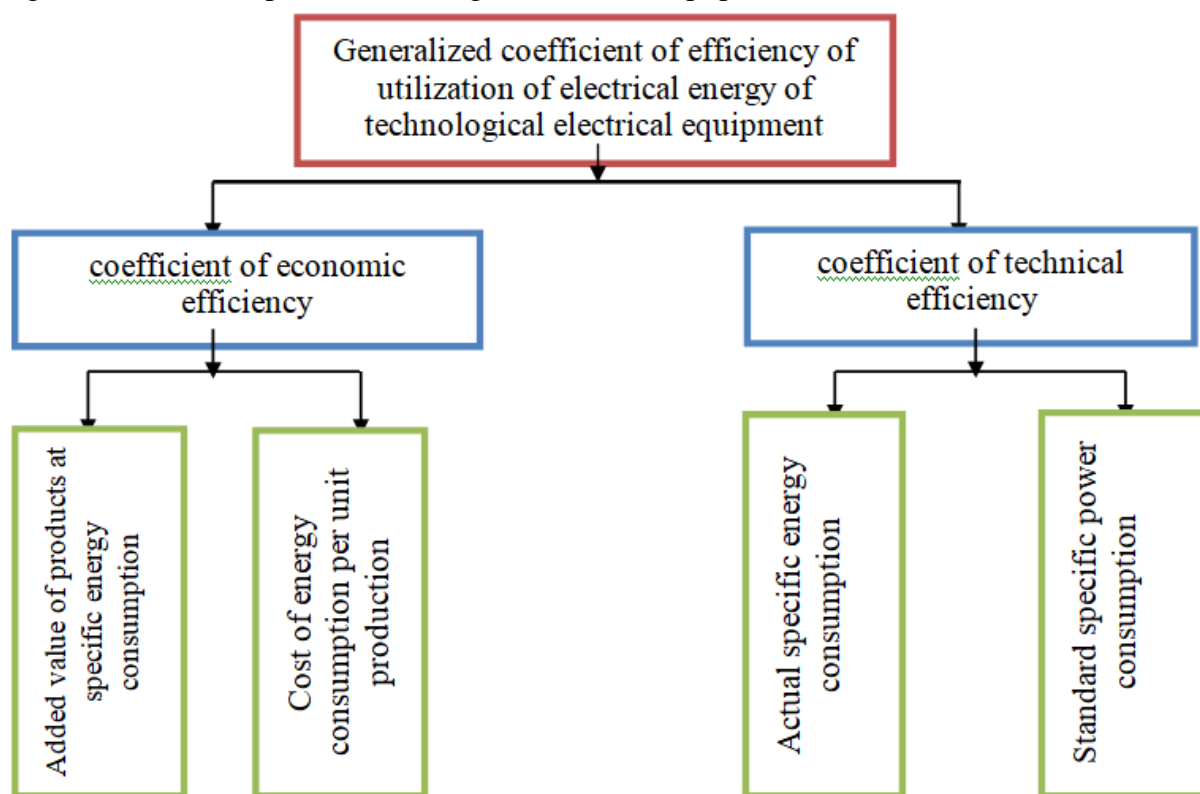 Generalized coefficient of efficiency of
utilization of electrical energy of
technological electrical equipment
coefficient of economic
efficiency
coefficient of technical
efficiency
Added value of products at
specific energy
consumption
Cost of energy
consumption per unit
production
Actual specific energy
consumption
Standard specific power
consumption